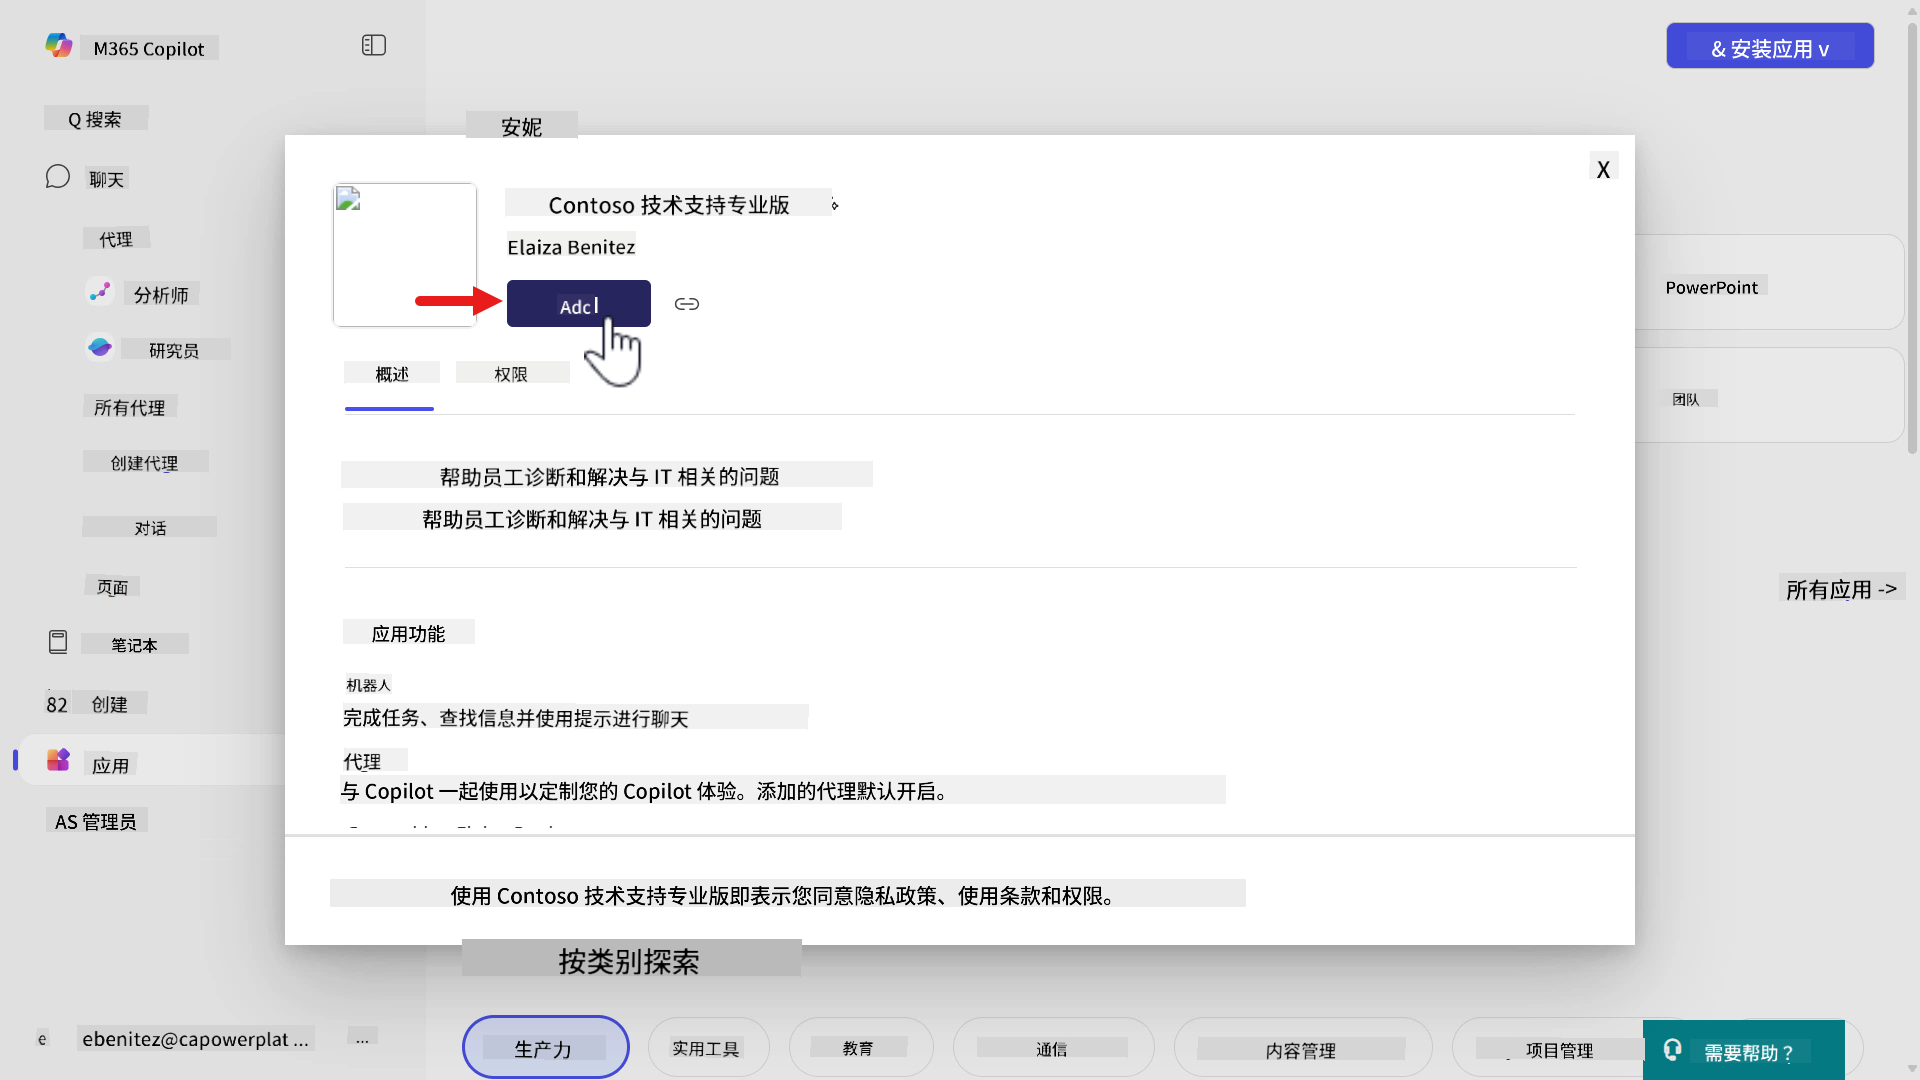 M365 Copilot
& 安装应用 v
Q 搜索
安妮
聊天
X
Contoso 技术支持专业版
代理
Elaiza Benitez
分析师
PowerPoint
Adc
研究员
概述
权限
所有代理
团队
创建代理
帮助员工诊断和解决与 IT 相关的问题
帮助员工诊断和解决与 IT 相关的问题
对话
页面
所有应用 ->
应用功能
笔记本
机器人
82 创建
完成任务、查找信息并使用提示进行聊天
应用
代理
与 Copilot 一起使用以定制您的 Copilot 体验。添加的代理默认开启。
AS 管理员
使用 Contoso 技术支持专业版即表示您同意隐私政策、使用条款和权限。
按类别探索
e ebenitez@capowerplat ...
...
生产力
实用工具
教育
通信
内容管理
项目管理
需要帮助？